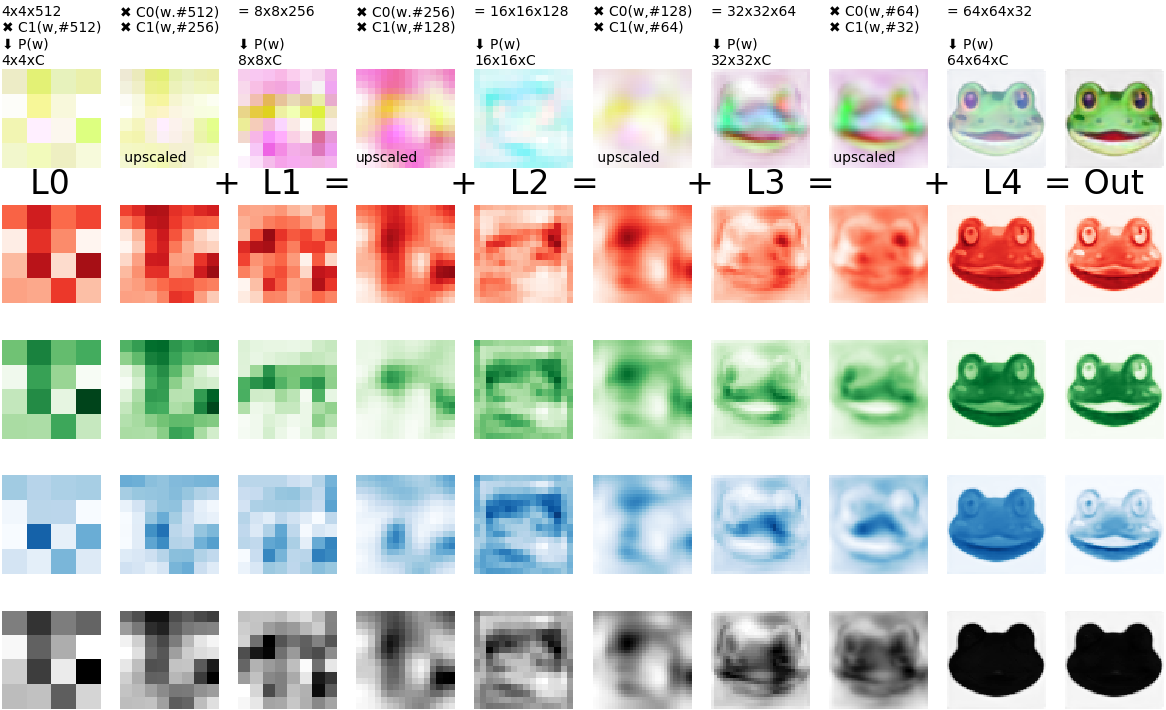 4x4x512
✖ C0(w.#512)
= 8x8x256
✖ C0(w.#256)
= 16x16x128
✖ C0(w,#128)
= 32x32x64
✖ C0(w,#64)
= 64x64x32
✖ C1(w,#512)
✖ C1(w,#256)
✖ C1(w,#128)
✖ C1(w,#64)
✖ C1(w,#32)
⬇ P(w)
⬇ P(w)
⬇ P(w)
⬇ P(w)
⬇ P(w)
4x4xC
8x8xC
16x16xC
32x32xC
64x64xC
upscaled
upscaled
upscaled
upscaled
L0 + L1 = + L2 = + L3 = + L4 = Out